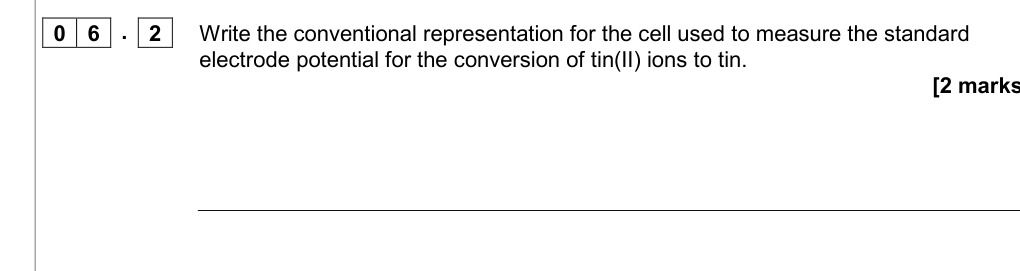 0 6 . 2 Write the conventional representation for the cell used to measure the standard
electrode potential for the conversion of tin(II) ions to tin.
[2 marks